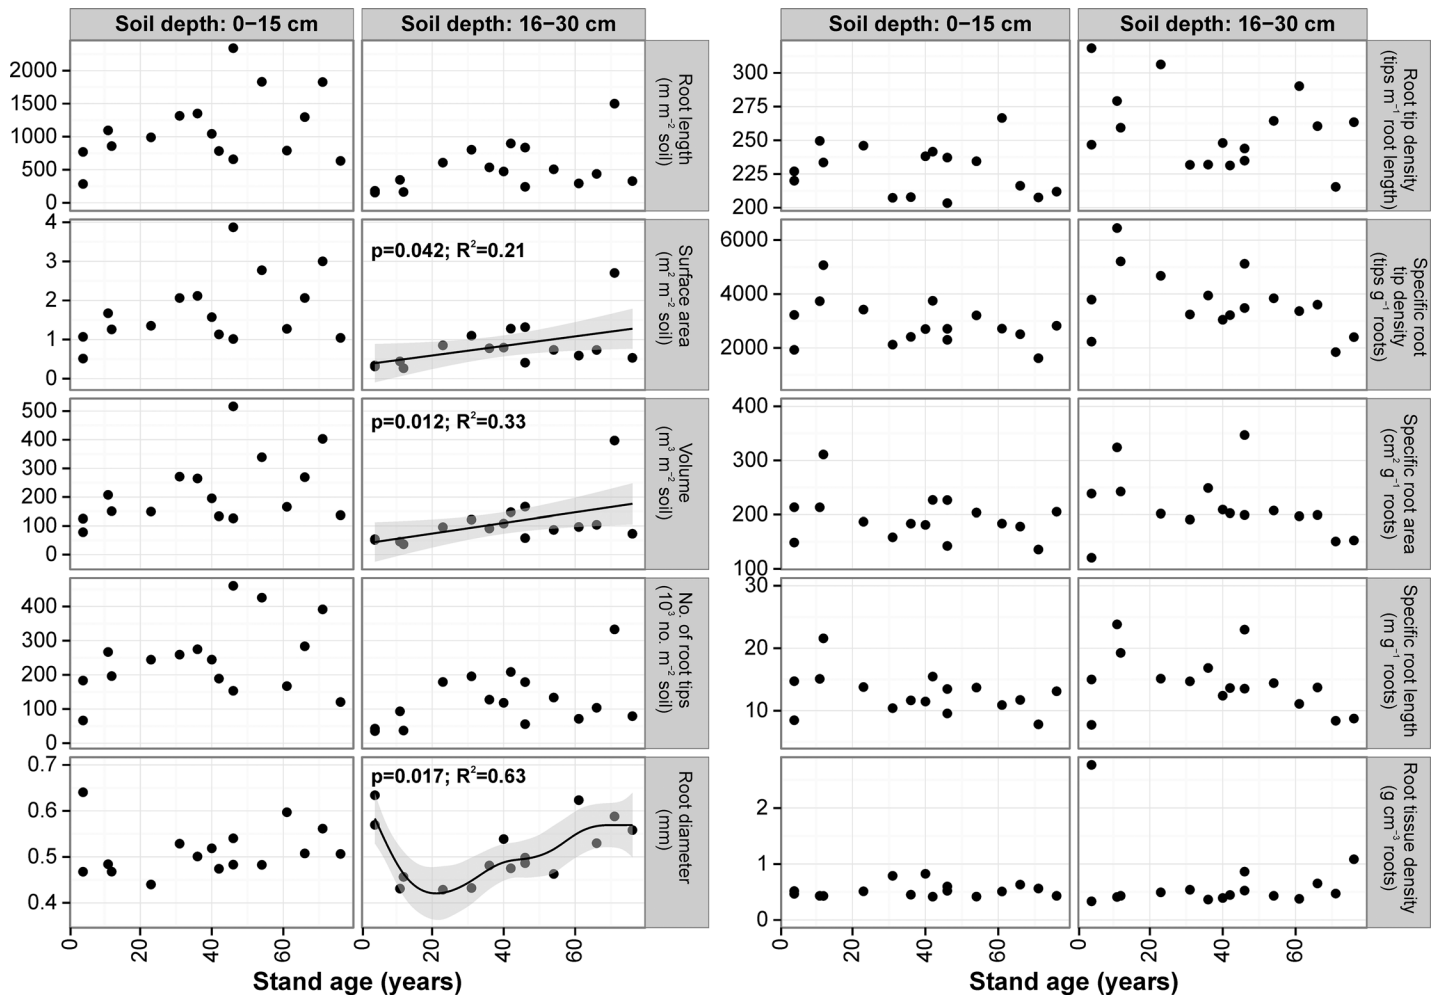 Soil depth: 0−15 cm
Soil depth: 16−30 cm
2000
1500
1000
500
0
Root length
(m m⁻² soil)
4
3
2
1
0
p=0.042; R²=0.21
Surface area
(m² m⁻² soil)
500
400
300
200
100
0
p=0.012; R²=0.33
Volume
(m³ m⁻² soil)
400
300
200
100
0
No. of root tips
(10³ no. m⁻² soil)
0.7
0.6
0.5
0.4
p=0.017; R²=0.63
Root diameter
(mm)
0
20
40
60
0
20
40
60
Stand age (years)
Soil depth: 0−15 cm
Soil depth: 16−30 cm
300
275
250
225
200
Root tip density
(tips m⁻¹ root length)
6000
4000
2000
Specific root
tip density
(tips g⁻¹ roots)
400
300
200
100
Specific root area
(cm² g⁻¹ roots)
30
20
10
Specific root length
(m g⁻¹ roots)
2
1
0
Root tissue density
(g cm⁻³ roots)
0
20
40
60
0
20
40
60
Stand age (years)